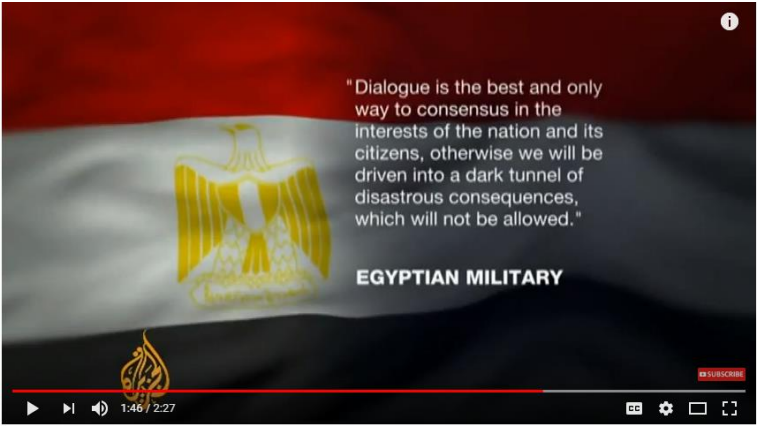 "Dialogue is the best and only
way to consensus in the
interests of the nation and its
citizens, otherwise we will be
driven into a dark tunnel of
disastrous consequences,
which will not be allowed."
EGYPTIAN MILITARY
SUBSCRIBE
1:46 / 2:27
CC